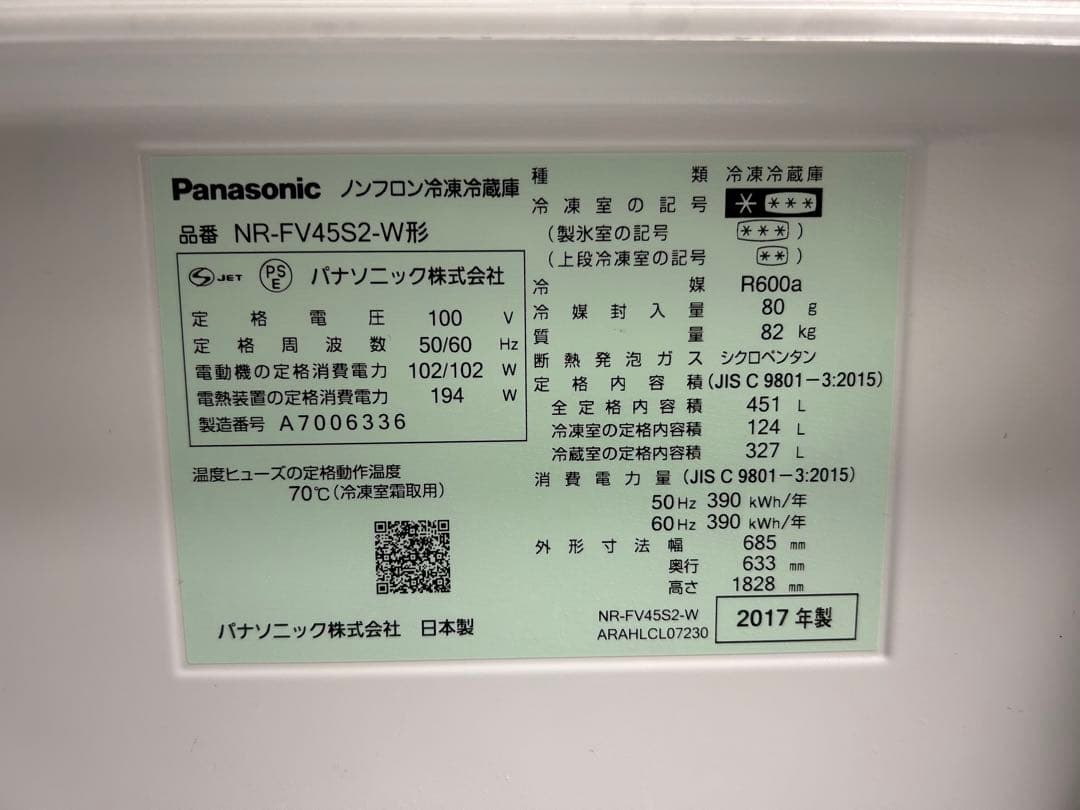 Panasonic ノンフロン冷凍冷蔵庫
品番 NR-FV45S2-W形
JET PSE パナソニック株式会社
定格電圧 100 V
定格周波数 50/60 Hz
電動機の定格消費電力 102/102 W
電熱装置の定格消費電力 194 W
製造番号 A7006336
温度ヒューズの定格動作温度
70℃(冷凍室霜取用)
パナソニック株式会社 日本製
種類 冷凍冷蔵庫
冷凍室の記号 * ***
(製氷室の記号 ***)
(上段冷凍室の記号 **)
冷媒 R600a
冷媒封入量 80 g
質量 82 kg
断熱発泡ガス シクロペンタン
定格内容積(JIS C 9801-3:2015)
全定格内容積 451 L
冷凍室の定格内容積 124 L
冷蔵室の定格内容積 327 L
消費電力量(JIS C 9801-3:2015)
50Hz 390 kWh/年
60Hz 390 kWh/年
外形寸法幅 685 mm
奥行 633 mm
高さ 1828 mm
NR-FV45S2-W
ARAHLCL07230
2017年製